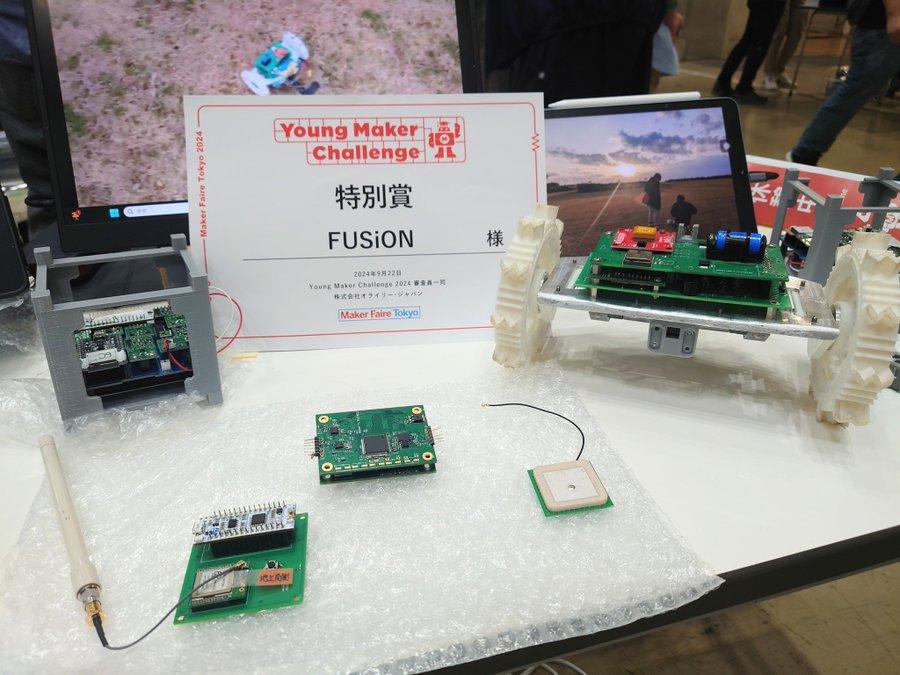 Young Maker
Challenge
特別賞
FUSiON 様
2024年9月22日
Young Maker Challenge 2024 審査員一同
株式会社オライリー・ジャパン
Maker Faire Tokyo
Maker Faire Tokyo 2024
地上局側